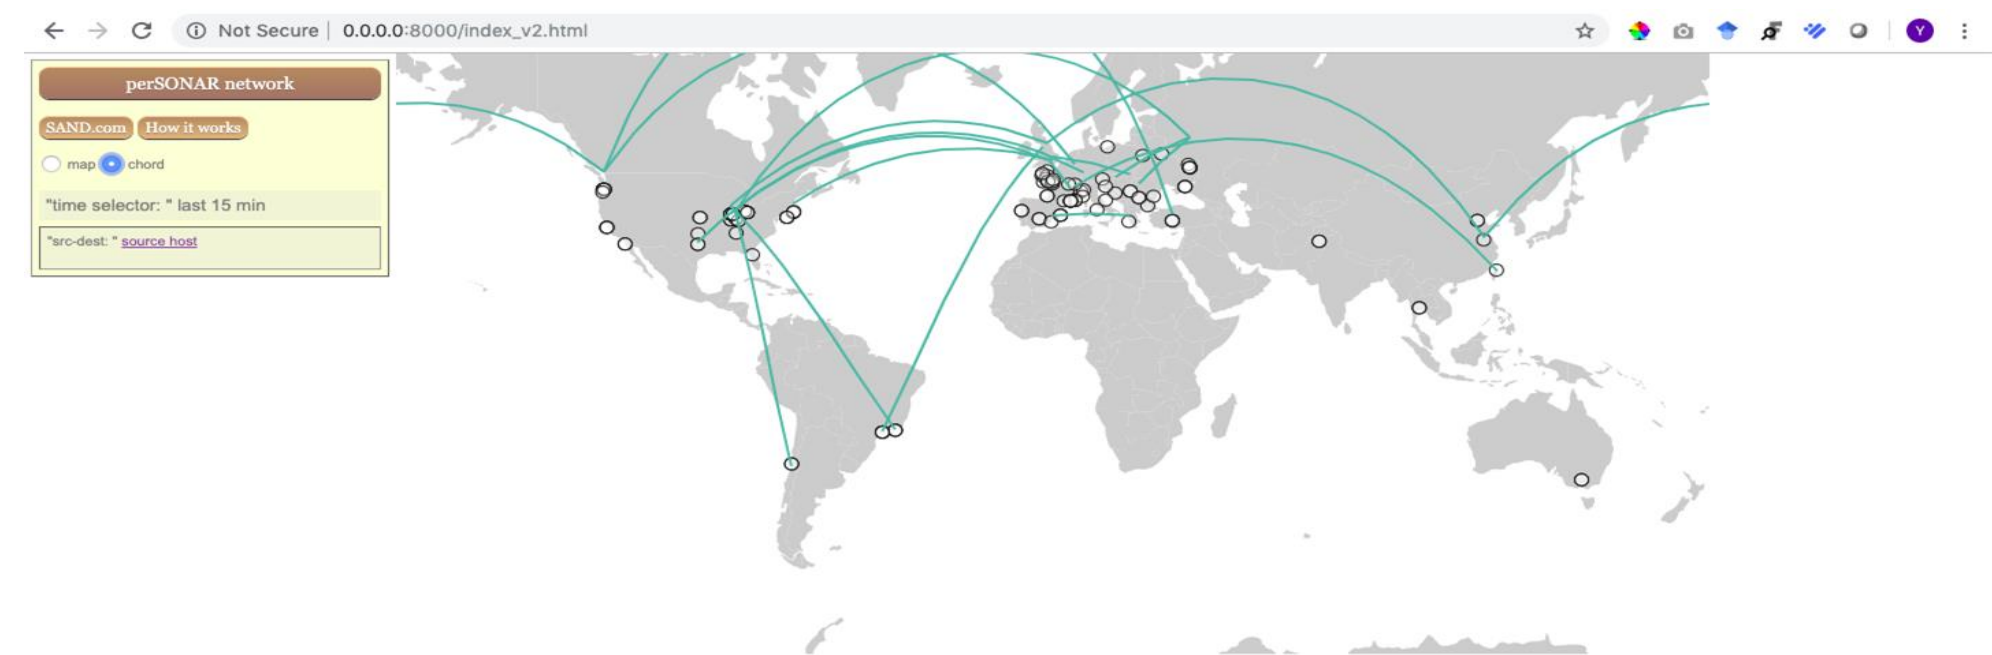 Not Secure | 0.0.0.0:8000/index_v2.html
Y
perSONAR network
SAND.com How it works
map chord
"time selector: " last 15 min
"src-dest: " source host